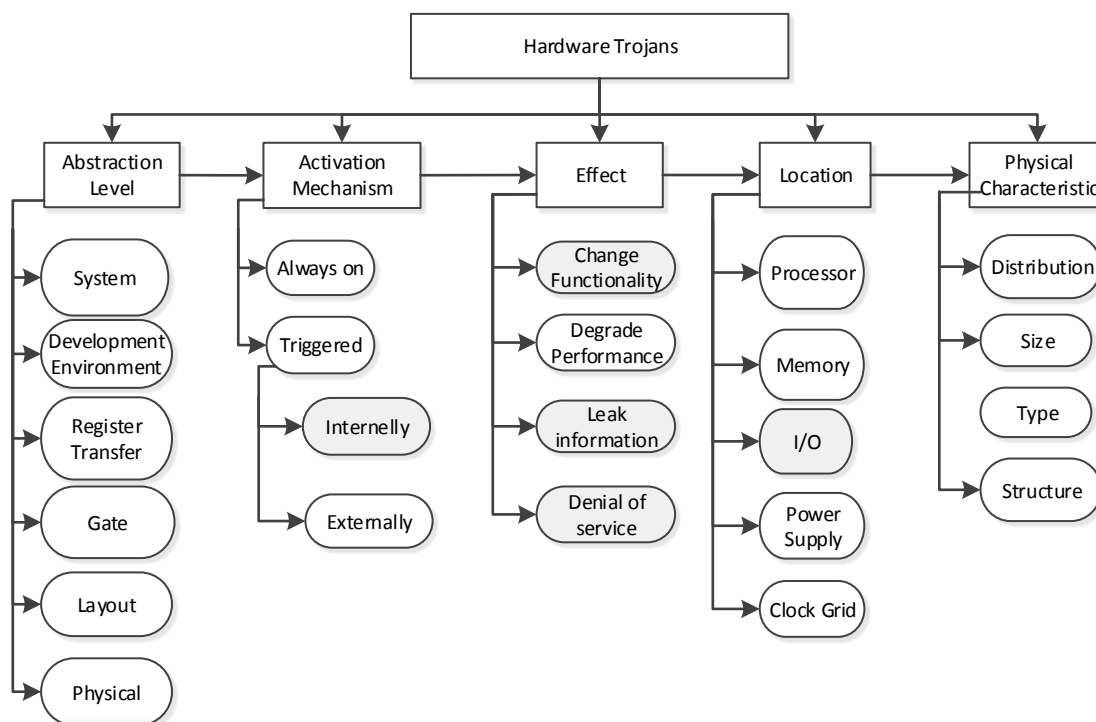 Hardware Trojans
Abstraction
Level
Activation
Mechanism
Effect
Location
Physical
Characteristic
System
Development
Environment
Register
Transfer
Gate
Layout
Physical
Always on
Triggered
Internelly
Externally
Change
Functionality
Degrade
Performance
Leak
information
Denial of
service
Processor
Memory
I/O
Power
Supply
Clock Grid
Distribution
Size
Type
Structure